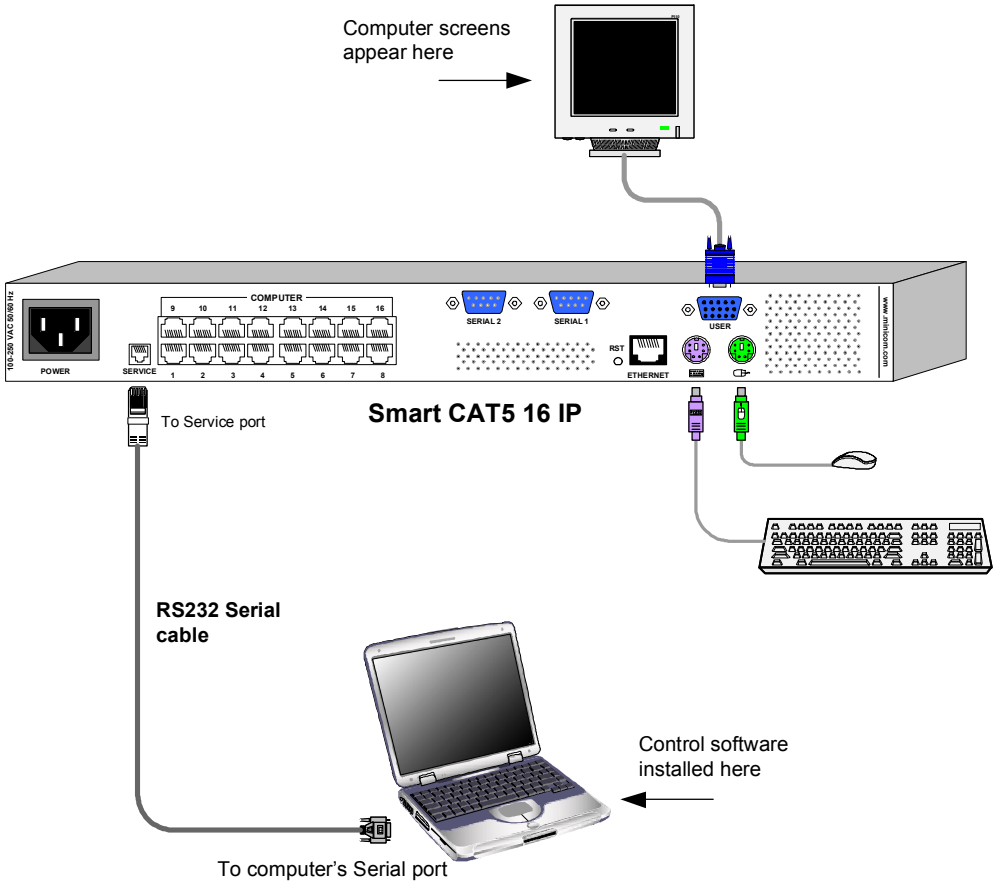 Computer screens
appear here
100-250 VAC 50/60 Hz
POWER
SERVICE
COMPUTER
9 10 11 12 13 14 15 16
1 2 3 4 5 6 7 8
SERIAL 2
SERIAL 1
RST
ETHERNET
USER
www.minicom.com
To Service port
Smart CAT5 16 IP
RS232 Serial
cable
Control software
installed here
To computer's Serial port